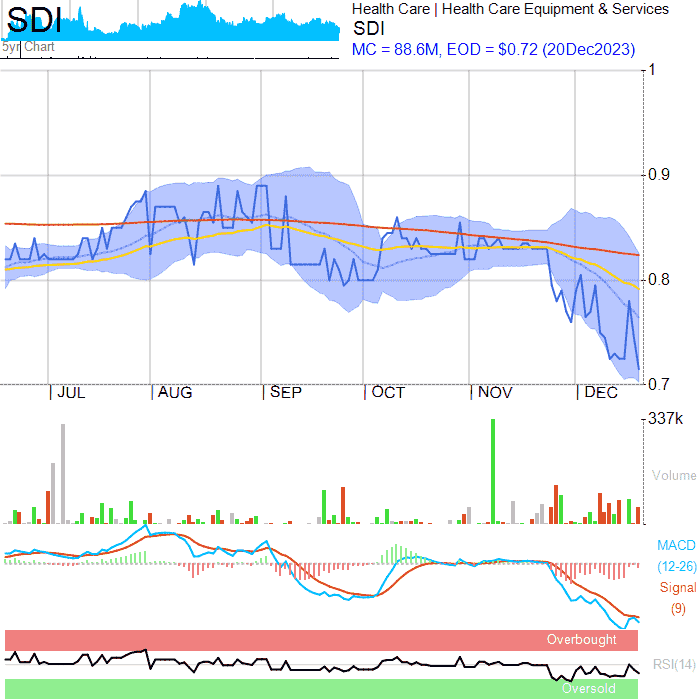 SDI
5yr Chart
Health Care | Health Care Equipment & Services
SDI
MC = 88.6M, EOD = $0.72 (20Dec2023)
1
0.9
0.8
0.7
| JUL | AUG | SEP | OCT | NOV | DEC
337k
Volume
MACD
(12-26)
Signal
(9)
Overbought
RSI(14)
Oversold